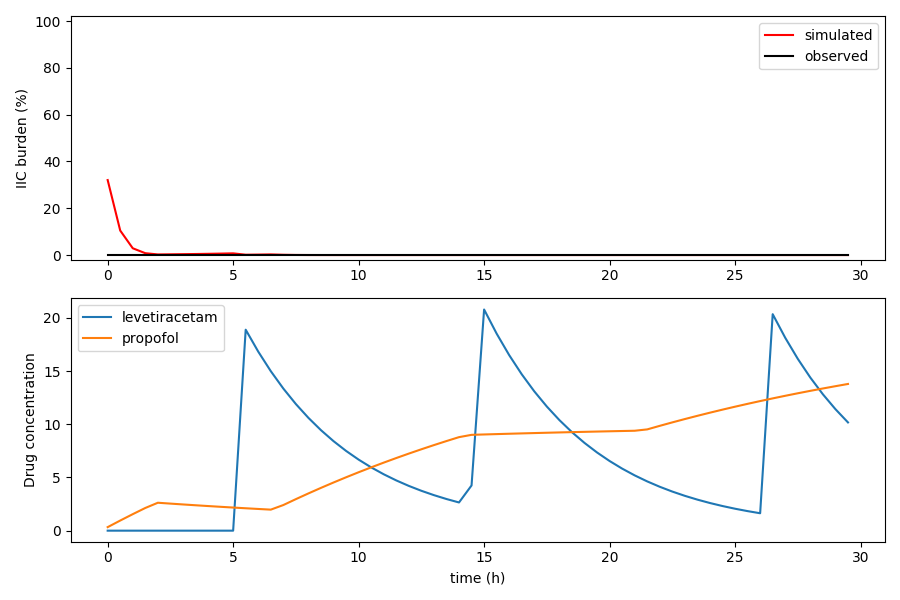 100
80
60
40
20
0
IIC burden (%)
simulated
observed
0 5 10 15 20 25 30
20
15
10
5
0
Drug concentration
levetiracetam
propofol
0 5 10 15 20 25 30
time (h)